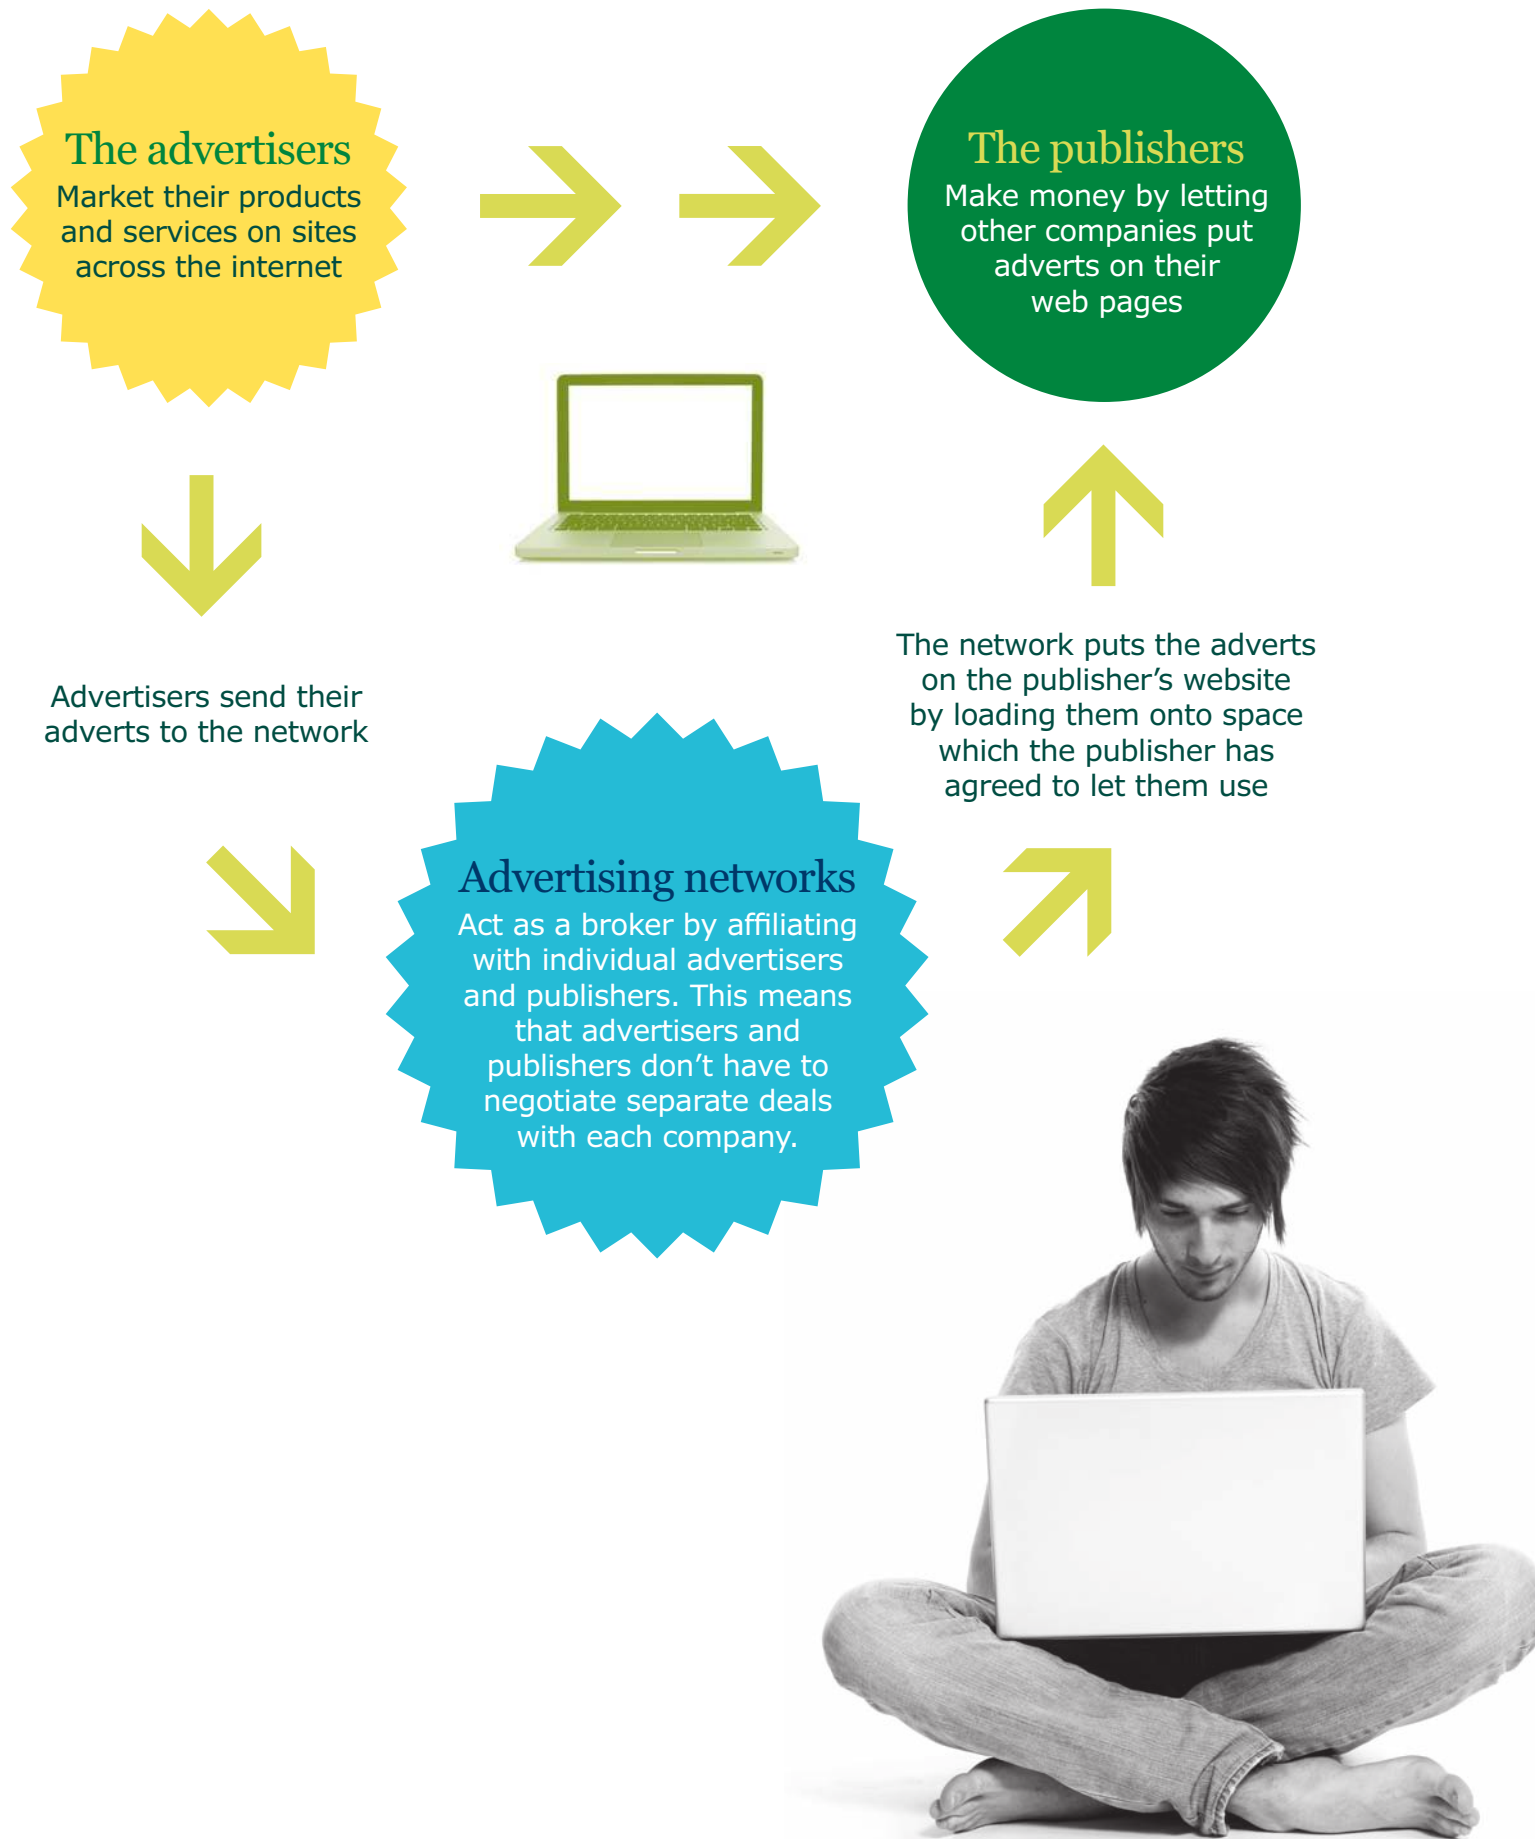 The advertisers
Market their products
and services on sites
across the internet
The publishers
Make money by letting
other companies put
adverts on their
web pages
Advertisers send their
adverts to the network
The network puts the adverts
on the publisher’s website
by loading them onto space
which the publisher has
agreed to let them use
Advertising networks
Act as a broker by affiliating
with individual advertisers
and publishers. This means
that advertisers and
publishers don’t have to
negotiate separate deals
with each company.